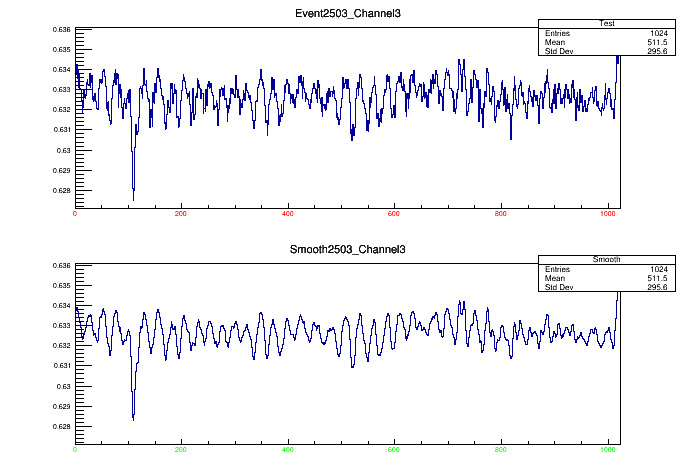 Event2503_Channel3
Test
Entries 1024
Mean 511.5
Std Dev 295.6
0.636
0.635
0.634
0.633
0.632
0.631
0.63
0.629
0.628
0 200 400 600 800 1000
Smooth2503_Channel3
Smooth
Entries 1024
Mean 511.5
Std Dev 295.6
0.636
0.635
0.634
0.633
0.632
0.631
0.63
0.629
0.628
0 200 400 600 800 1000